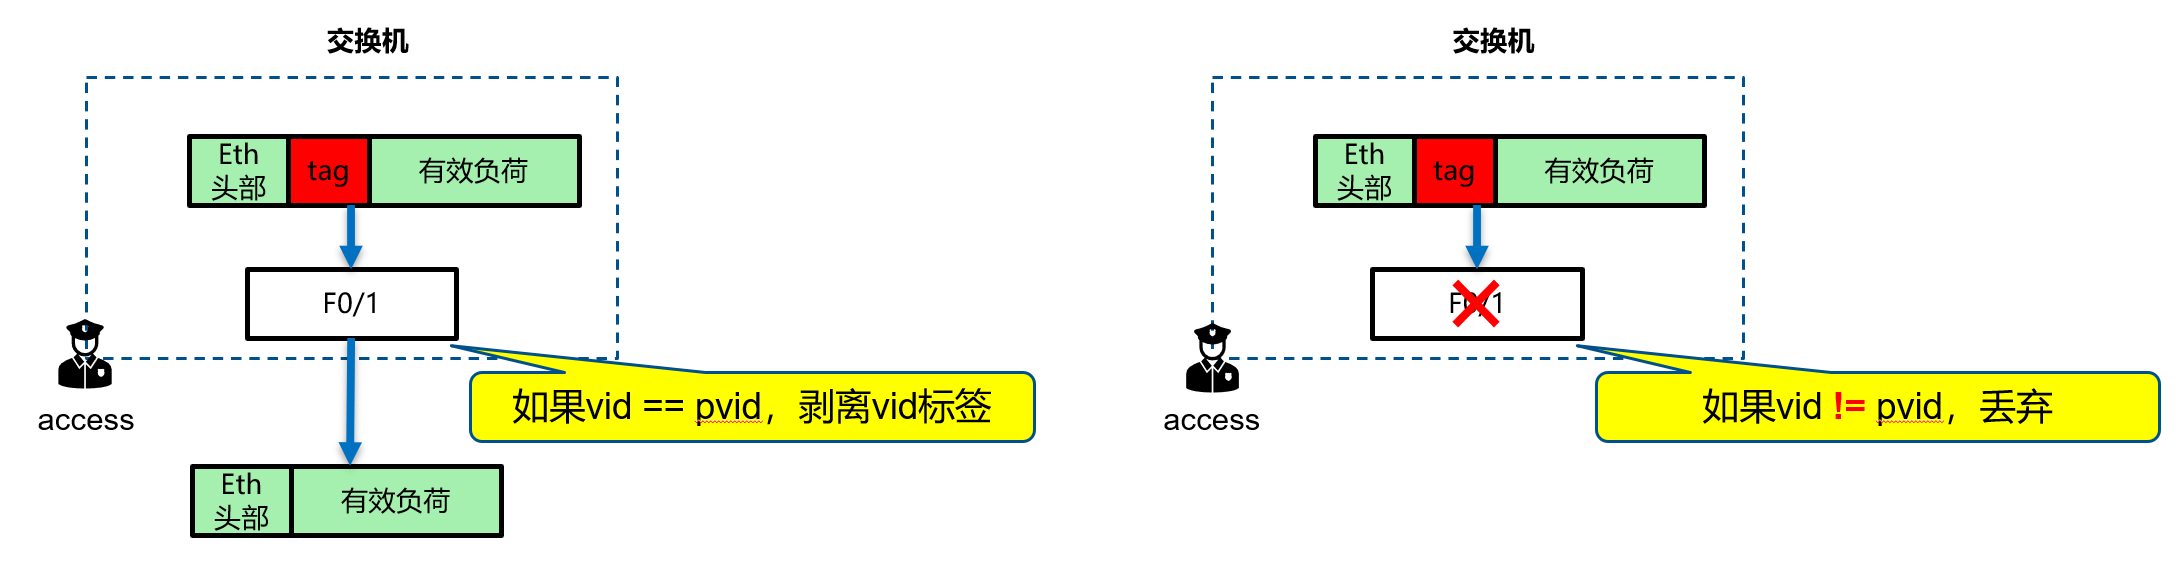 交换机
Eth
头部
tag
有效负荷
F0/1
access
如果vid == pvid，剥离vid标签
Eth
头部
有效负荷
交换机
Eth
头部
tag
有效负荷
F0/1
access
如果vid != pvid，丢弃